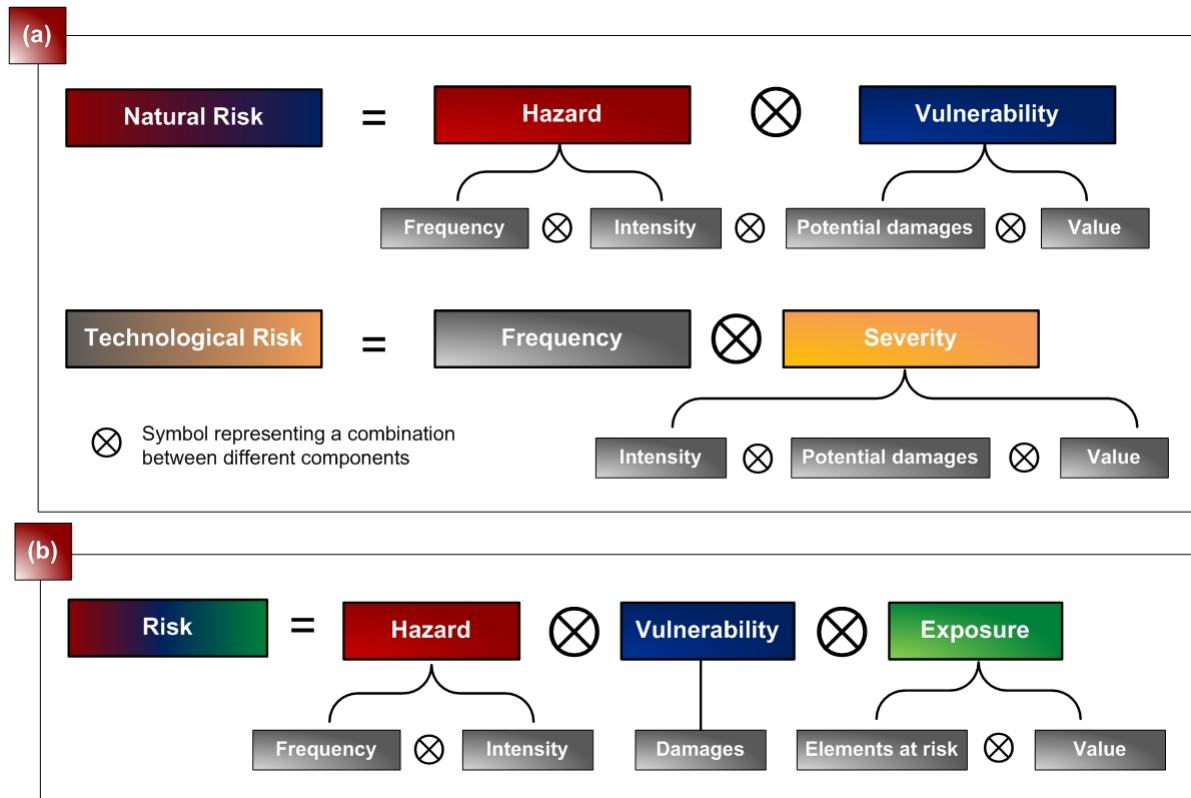 (a)
Natural Risk = Hazard ⊗ Vulnerability
Frequency ⊗ Intensity ⊗ Potential damages ⊗ Value
Technological Risk = Frequency ⊗ Severity
⊗ Symbol representing a combination
between different components
Intensity ⊗ Potential damages ⊗ Value
(b)
Risk = Hazard ⊗ Vulnerability ⊗ Exposure
Frequency ⊗ Intensity Damages Elements at risk ⊗ Value